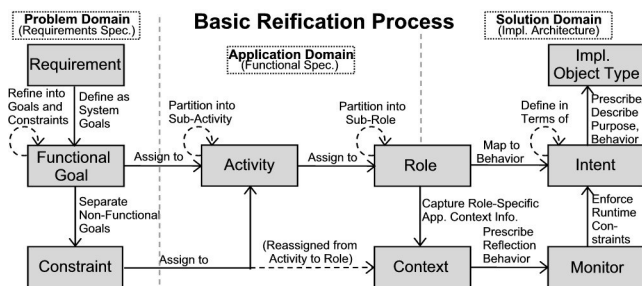 Basic Reification Process
Problem Domain
(Requirements Spec.)
Application Domain
(Functional Spec.)
Solution Domain
(Impl. Architecture)
Requirement
Impl.
Object Type
Refine into
Goals and
Constraints
Define as
System
Goals
Partition into
Sub-Activity
Partition into
Sub-Role
Define in
Terms of
Prescribe
Describe
Purpose,
Behavior
Functional
Goal
Assign to
Activity
Assign to
Role
Map to
Behavior
Intent
Separate
Non-Functional
Goals
Capture Role-Specific
App. Context Info.
Enforce
Runtime
Con-
straints
Constraint
Assign to
(Reassigned from
Activity to Role)
Context
Prescribe
Reflection
Behavior
Monitor